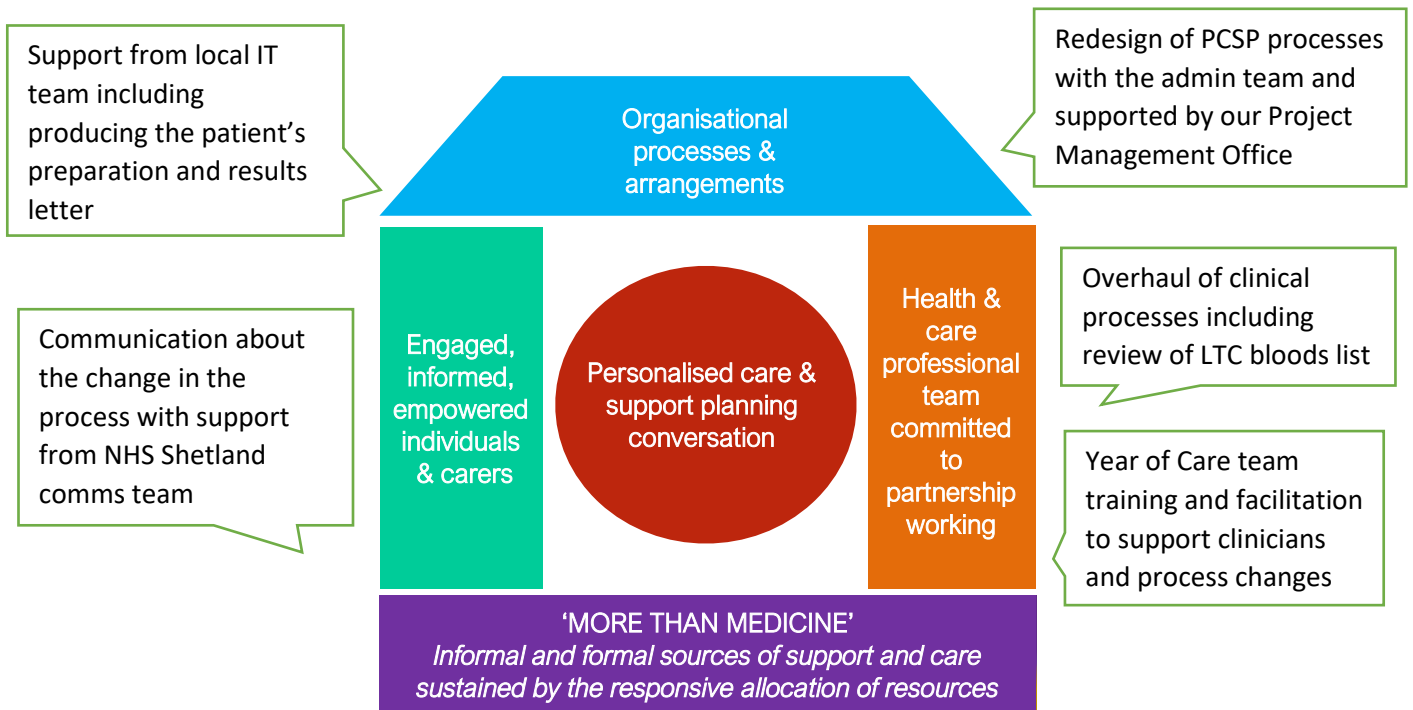 Support from local IT
team including
producing the patient’s
preparation and results
letter
Redesign of PCSP processes
with the admin team and
supported by our Project
Management Office
Organisational
processes &
arrangements
Communication about
the change in the
process with support
from NHS Shetland
comms team
Engaged,
informed,
empowered
individuals
& carers
Personalised care &
support planning
conversation
Health &
care
professional
team
committed
to
partnership
working
Overhaul of clinical
processes including
review of LTC bloods list
Year of Care team
training and facilitation
to support clinicians
and process changes
‘MORE THAN MEDICINE’
Informal and formal sources of support and care
sustained by the responsive allocation of resources